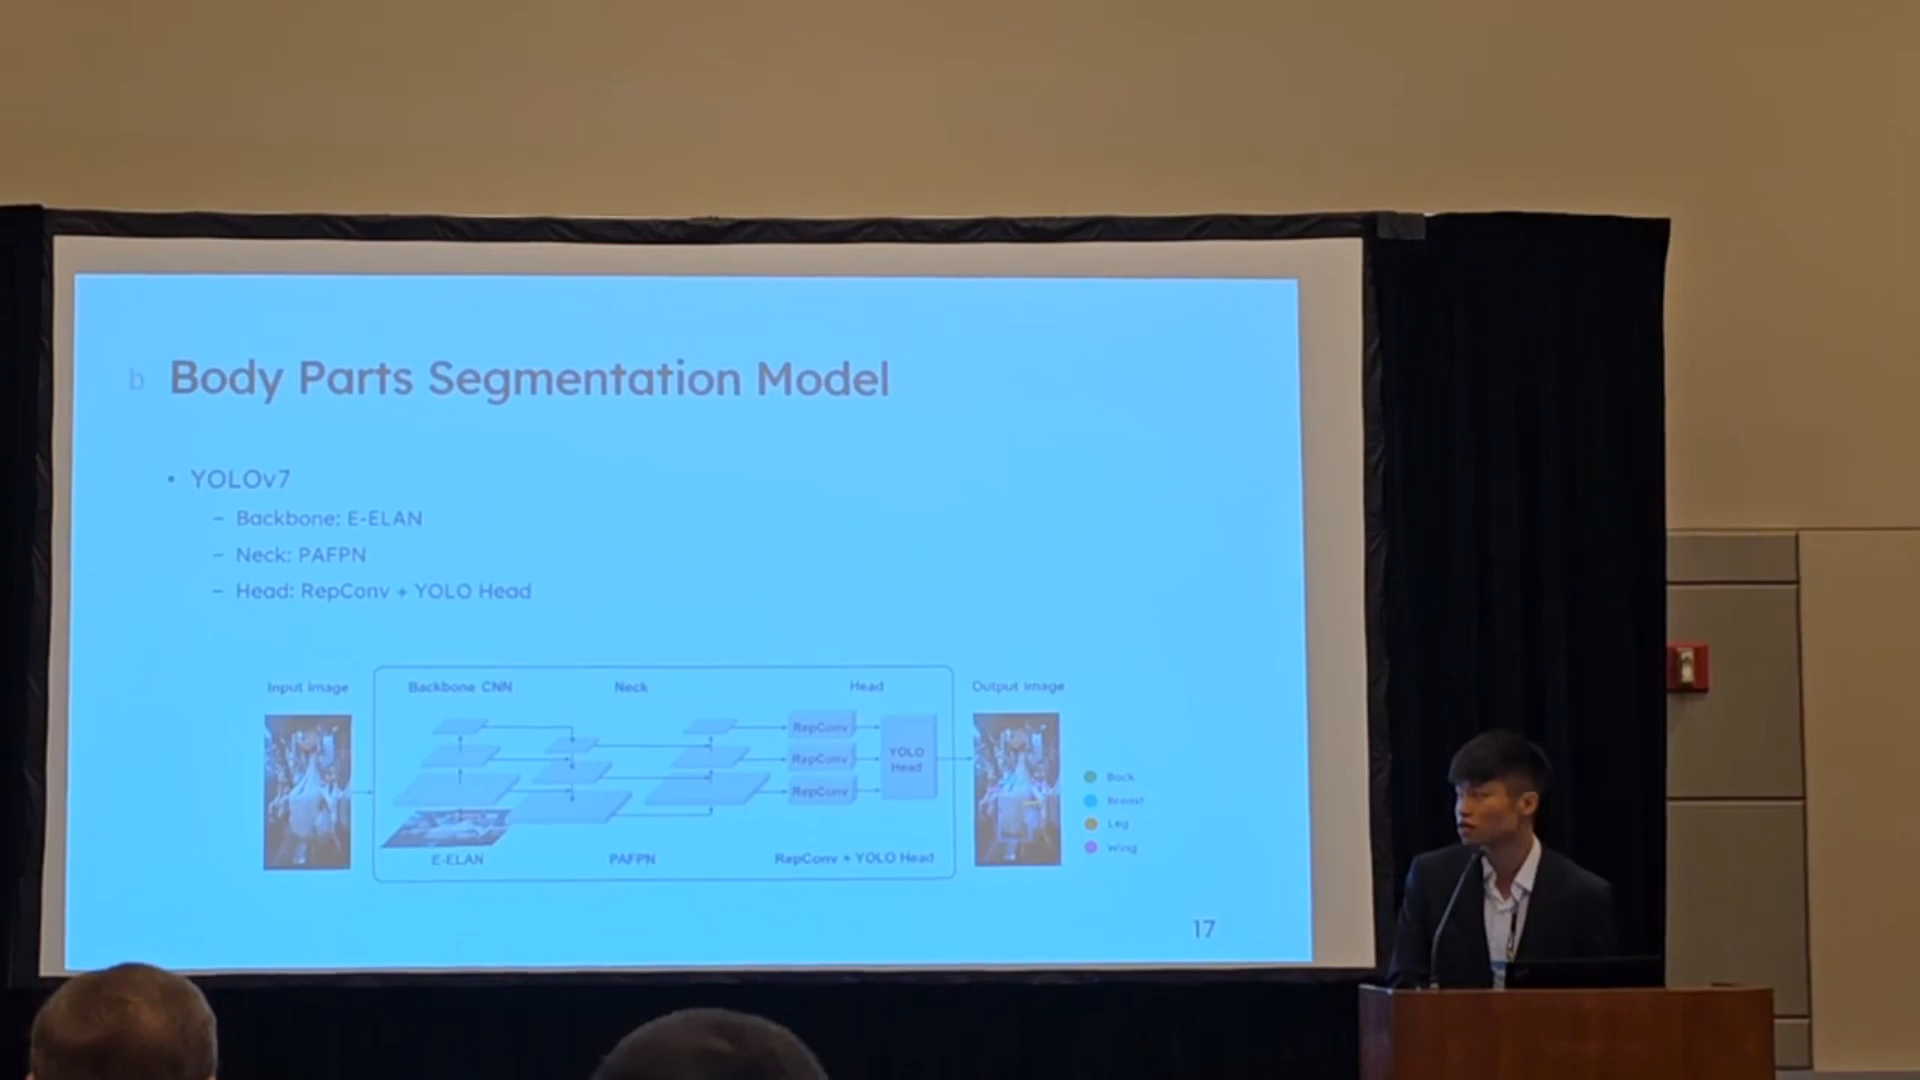 b Body Parts Segmentation Model
• YOLOv7
– Backbone: E-ELAN
– Neck: PAFPN
– Head: RepConv + YOLO Head
Input image
Backbone CNN
Neck
Head
Output image
RepConv
RepConv
RepConv
YOLO
Head
Back
Breast
Leg
Wing
E-ELAN
PAFPN
RepConv + YOLO Head
17